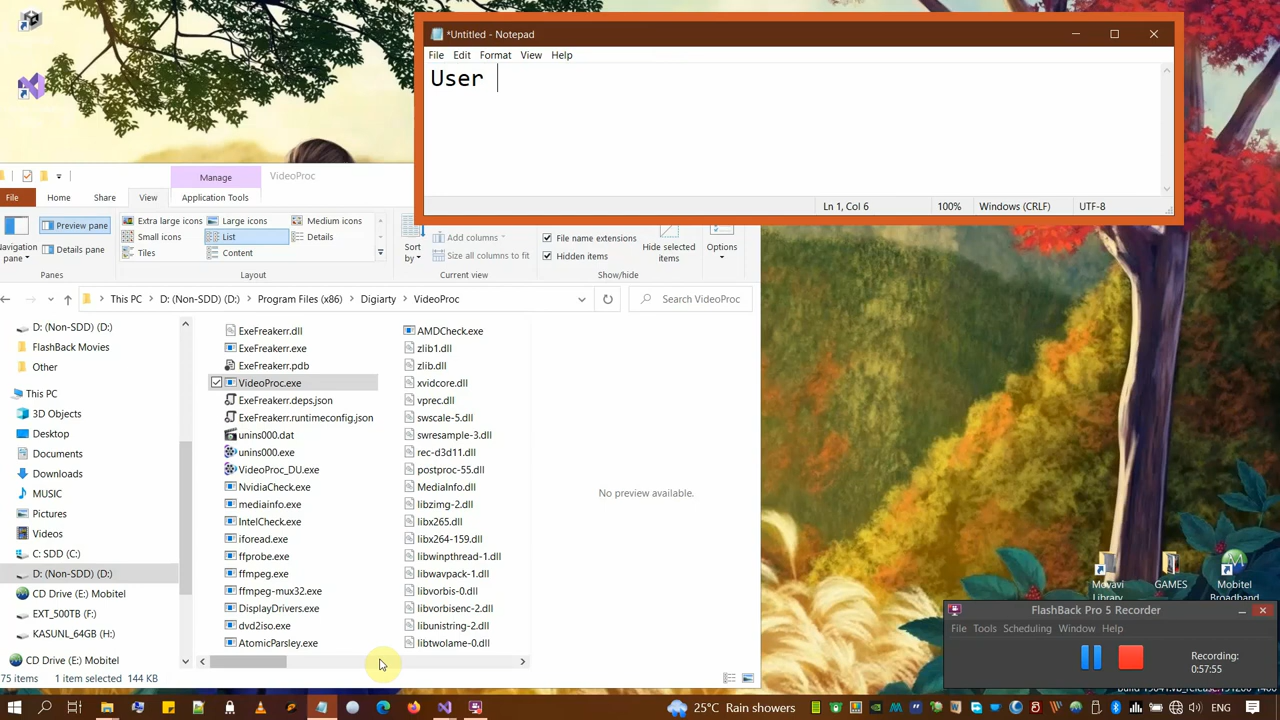 *Untitled - Notepad
File Edit Format View Help
User
Ln 1, Col 6 100% Windows (CRLF) UTF-8
Manage VideoProc
File Home Share View Application Tools
Preview pane Extra large icons Large icons Medium icons
Small icons List Details
Details pane Tiles Content
Navigation pane
Panes Layout
Sort by
Add columns
Size all columns to fit
Current view
File name extensions
Hidden items
Hide selected items
Show/hide
Options
This PC D: (Non-SDD) (D:) Program Files (x86) Digiarty VideoProc
Search VideoProc
D: (Non-SDD) (D:)
FlashBack Movies
Other
This PC
3D Objects
Desktop
Documents
Downloads
MUSIC
Pictures
Videos
C: SDD (C:)
D: (Non-SDD) (D:)
CD Drive (E:) Mobitel
EXT_500TB (F:)
KASUNL_64GB (H:)
CD Drive (E:) Mobitel
ExeFreakerr.dll
ExeFreakerr.exe
ExeFreakerr.pdb
VideoProc.exe
ExeFreakerr.deps.json
ExeFreakerr.runtimeconfig.json
unins000.dat
unins000.exe
VideoProc_DU.exe
NvidiaCheck.exe
mediainfo.exe
IntelCheck.exe
iforead.exe
ffprobe.exe
ffmpeg.exe
ffmpeg-mux32.exe
DisplayDrivers.exe
dvd2iso.exe
AtomicParsley.exe
AMDCheck.exe
zlib1.dll
zlib.dll
xvidcore.dll
vprec.dll
swscale-5.dll
swresample-3.dll
rec-d3d11.dll
postproc-55.dll
MediaInfo.dll
libzimg-2.dll
libx265.dll
libx264-159.dll
libwinpthread-1.dll
libwavpack-1.dll
libvorbis-0.dll
libvorbisenc-2.dll
libunistring-2.dll
libtwolame-0.dll
No preview available.
75 items 1 item selected 144 KB
Movavi Library
GAMES
Mobitel Broadband
FlashBack Pro 5 Recorder
File Tools Scheduling Window Help
Recording:
0:57:55
25°C Rain showers
ENG